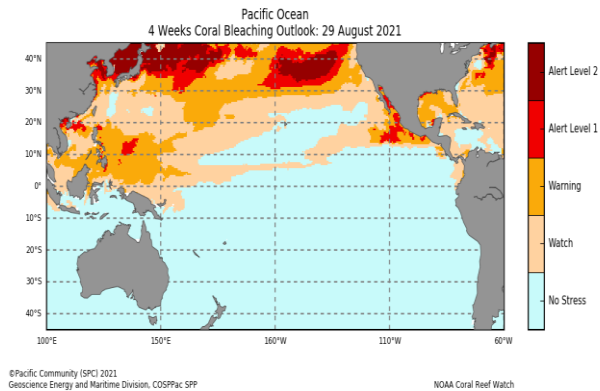 Pacific Ocean
4 Weeks Coral Bleaching Outlook: 29 August 2021
40°N
30°N
20°N
10°N
0°
10°S
20°S
30°S
40°S
100°E
150°E
160°W
110°W
60°W
Alert Level 2
Alert Level 1
Warning
Watch
No Stress
©Pacific Community (SPC) 2021
Geoscience Energy and Maritime Division, COSPPac SPP
NOAA Coral Reef Watch